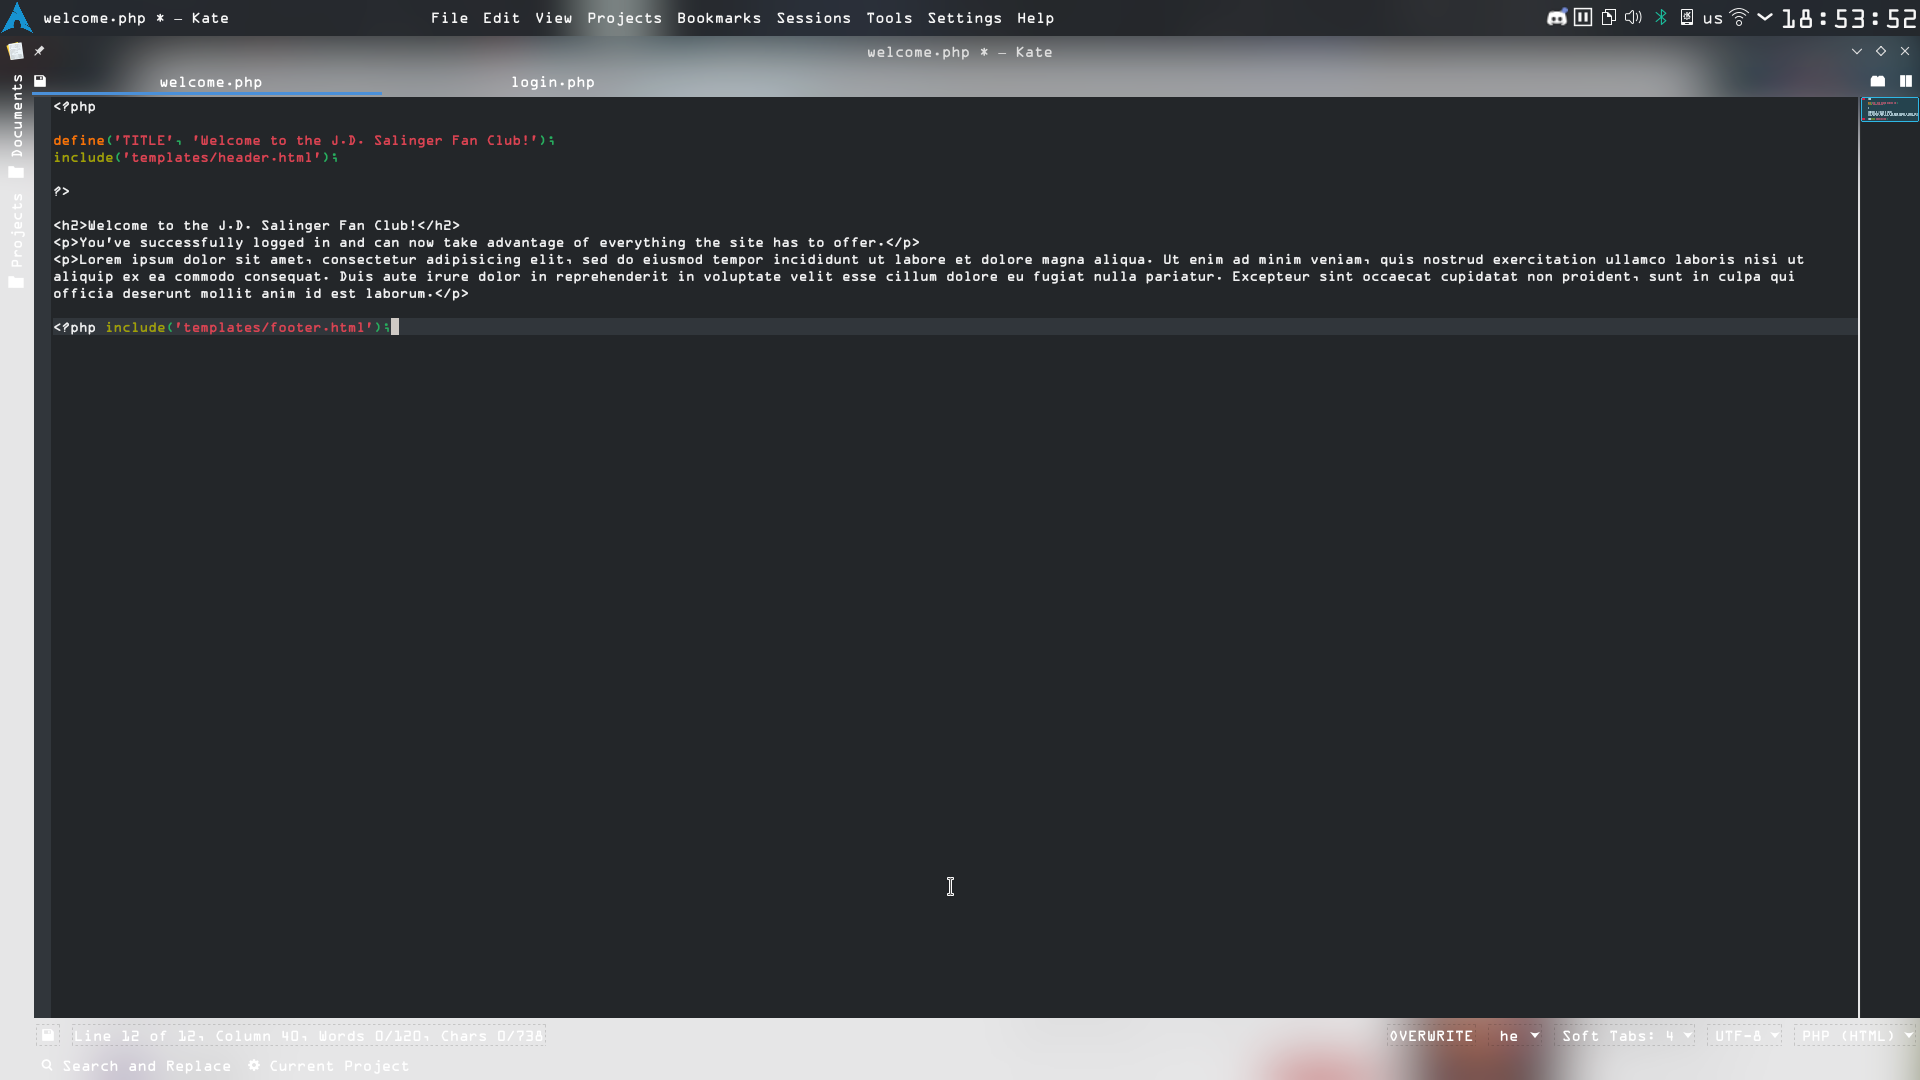 welcome.php * — Kate
File Edit View Projects Bookmarks Sessions Tools Settings Help
us
18:53:52
welcome.php * — Kate
welcome.php
login.php
Documents
Projects
<?php
define('TITLE', 'Welcome to the J.D. Salinger Fan Club!');
include('templates/header.html');
?>
<h2>Welcome to the J.D. Salinger Fan Club!</h2>
<p>You've successfully logged in and can now take advantage of everything the site has to offer.</p>
<p>Lorem ipsum dolor sit amet, consectetur adipisicing elit, sed do eiusmod tempor incididunt ut labore et dolore magna aliqua. Ut enim ad minim veniam, quis nostrud exercitation ullamco laboris nisi ut
aliquip ex ea commodo consequat. Duis aute irure dolor in reprehenderit in voluptate velit esse cillum dolore eu fugiat nulla pariatur. Excepteur sint occaecat cupidatat non proident, sunt in culpa qui
officia deserunt mollit anim id est laborum.</p>
<?php include('templates/footer.html');
Line 12 of 12, Column 40, Words 0/120, Chars 0/738
OVERWRITE he Soft Tabs: 4 UTF-8 PHP (HTML)
Search and Replace Current Project